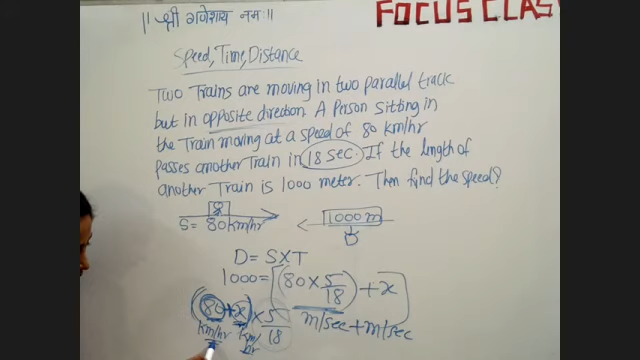 || श्री गणेशाय नमः ||
FOCUS CLAS
Speed, Time, Distance
Two Trains are moving in two parallel track
but in opposite direction. A Person Sitting in
the Train moving at a speed of 80 km/hr
passes another Train in 18 sec. If the length of
another Train is 1000 meter. Then find the speed?
S = 80 km/hr
1000 m
D = S X T
1000 = [(80 × 5/18) + x]
m/sec + m/sec
(80 + x) × 5/18
km/hr km/hr